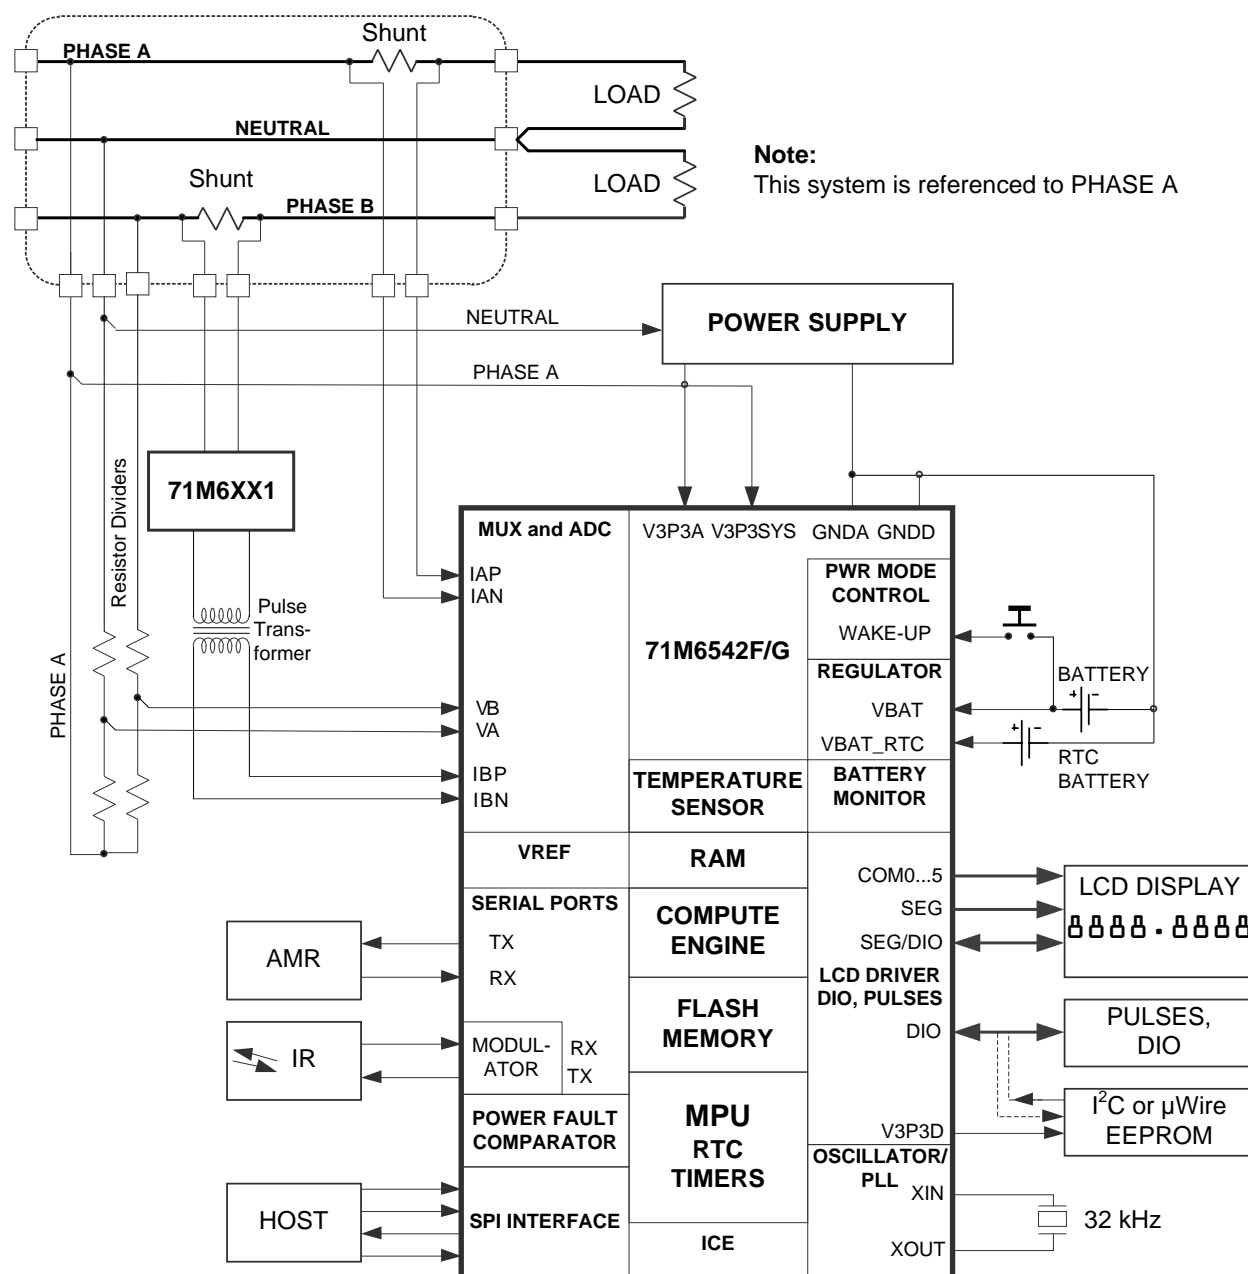 Shunt
PHASE A
LOAD
NEUTRAL
Note:
This system is referenced to PHASE A
Shunt
LOAD
PHASE B
NEUTRAL
POWER SUPPLY
PHASE A
71M6XX1
Resistor Dividers
PHASE A
Pulse
Trans-
former
MUX and ADC
V3P3A V3P3SYS GNDA GNDD
IAP
IAN
PWR MODE
CONTROL
WAKE-UP
71M6542F/G
REGULATOR
BATTERY
+ -
VB
VA
VBAT
VBAT_RTC
+ -
RTC
BATTERY
IBP
IBN
TEMPERATURE
SENSOR
BATTERY
MONITOR
VREF
RAM
COM0...5
LCD DISPLAY
SEG
8888.8888
SEG/DIO
SERIAL PORTS
TX
RX
AMR
COMPUTE
ENGINE
LCD DRIVER
DIO, PULSES
DIO
PULSES,
DIO
FLASH
MEMORY
IR
MODUL-
ATOR
RX
TX
I²C or µWire
EEPROM
V3P3D
POWER FAULT
COMPARATOR
MPU
RTC
TIMERS
OSCILLATOR/
PLL
XIN
32 kHz
XOUT
HOST
SPI INTERFACE
ICE